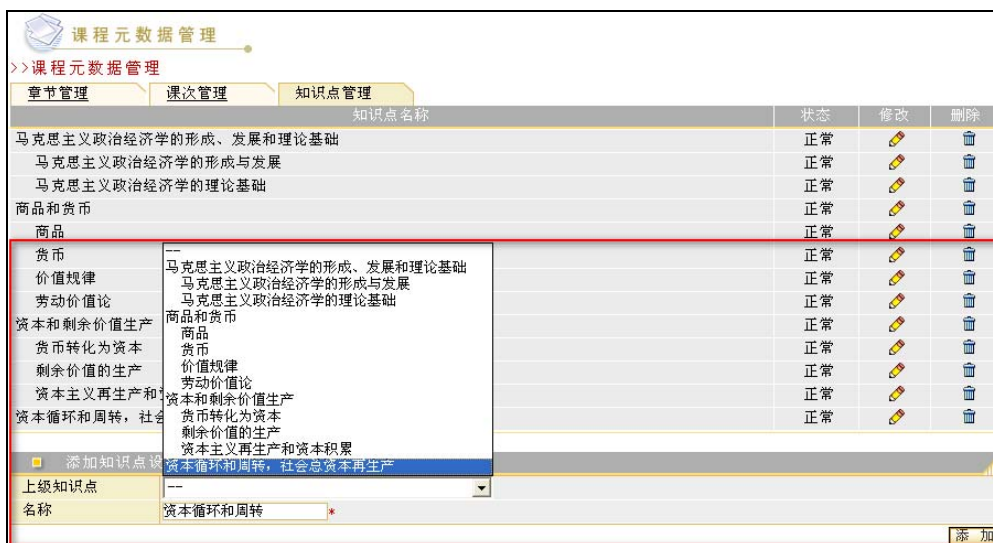 课程元数据管理
>>课程元数据管理
章节管理 课次管理 知识点管理
知识点名称 状态 修改 删除
马克思主义政治经济学的形成、发展和理论基础 正常
马克思主义政治经济学的形成与发展 正常
马克思主义政治经济学的理论基础 正常
商品和货币 正常
商品 正常
货币 正常
价值规律 正常
劳动价值论 正常
资本和剩余价值生产 正常
货币转化为资本 正常
剩余价值的生产 正常
资本主义再生产和 正常
资本循环和周转，社会 正常
--
马克思主义政治经济学的形成、发展和理论基础
马克思主义政治经济学的形成与发展
马克思主义政治经济学的理论基础
商品和货币
商品
货币
价值规律
劳动价值论
资本和剩余价值生产
货币转化为资本
剩余价值的生产
资本主义再生产和资本积累
资本循环和周转，社会总资本再生产
添加知识点设
上级知识点 --
名称 资本循环和周转 *
添 加